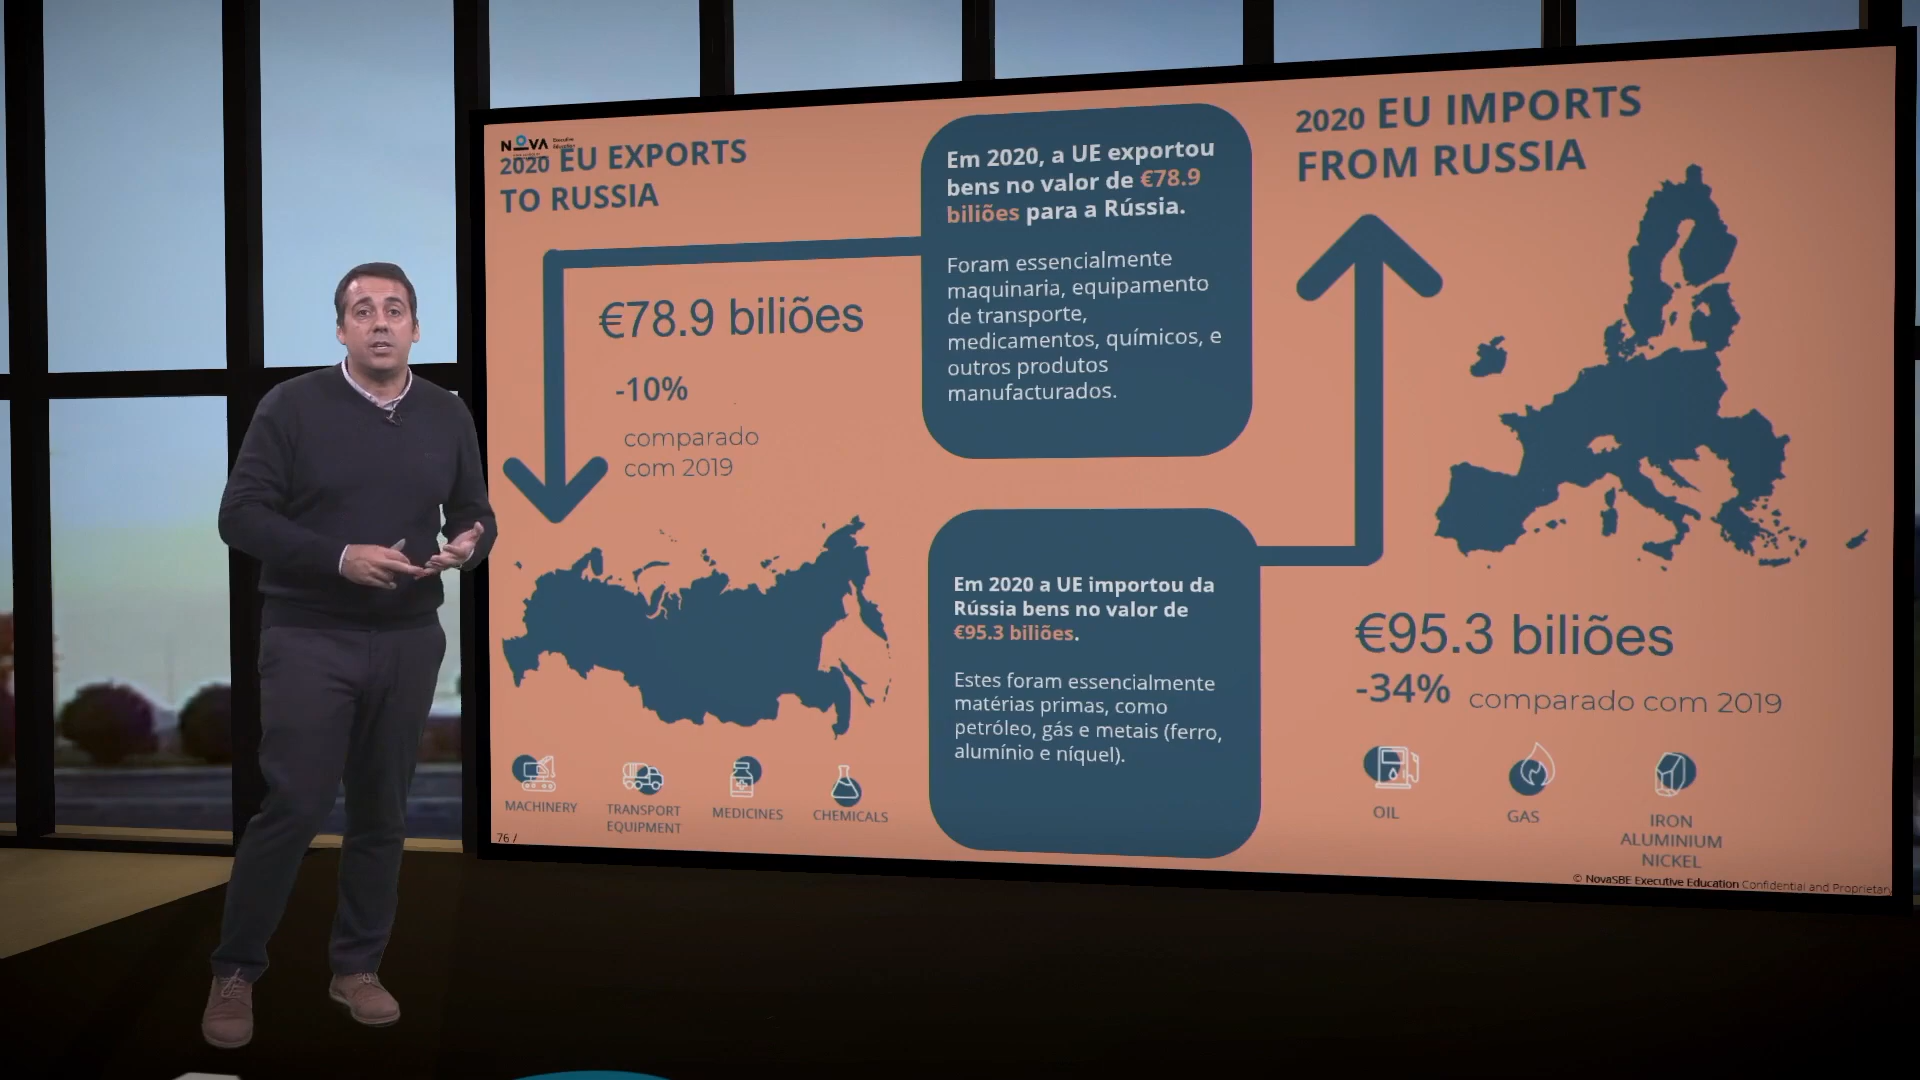 NOVA
2020 EU EXPORTS
TO RUSSIA
€78.9 biliões
-10%
comparado
com 2019
MACHINERY
TRANSPORT
EQUIPMENT
MEDICINES
CHEMICALS
76 /
Em 2020, a UE exportou
bens no valor de €78.9
biliões para a Rússia.
Foram essencialmente
maquinaria, equipamento
de transporte,
medicamentos, químicos, e
outros produtos
manufacturados.
Em 2020 a UE importou da
Rússia bens no valor de
€95.3 biliões.
Estes foram essencialmente
matérias primas, como
petróleo, gás e metais (ferro,
alumínio e níquel).
2020 EU IMPORTS
FROM RUSSIA
€95.3 biliões
-34% comparado com 2019
OIL
GAS
IRON
ALUMINIUM
NICKEL
© NovaSBE Executive Education Confidential and Proprietary